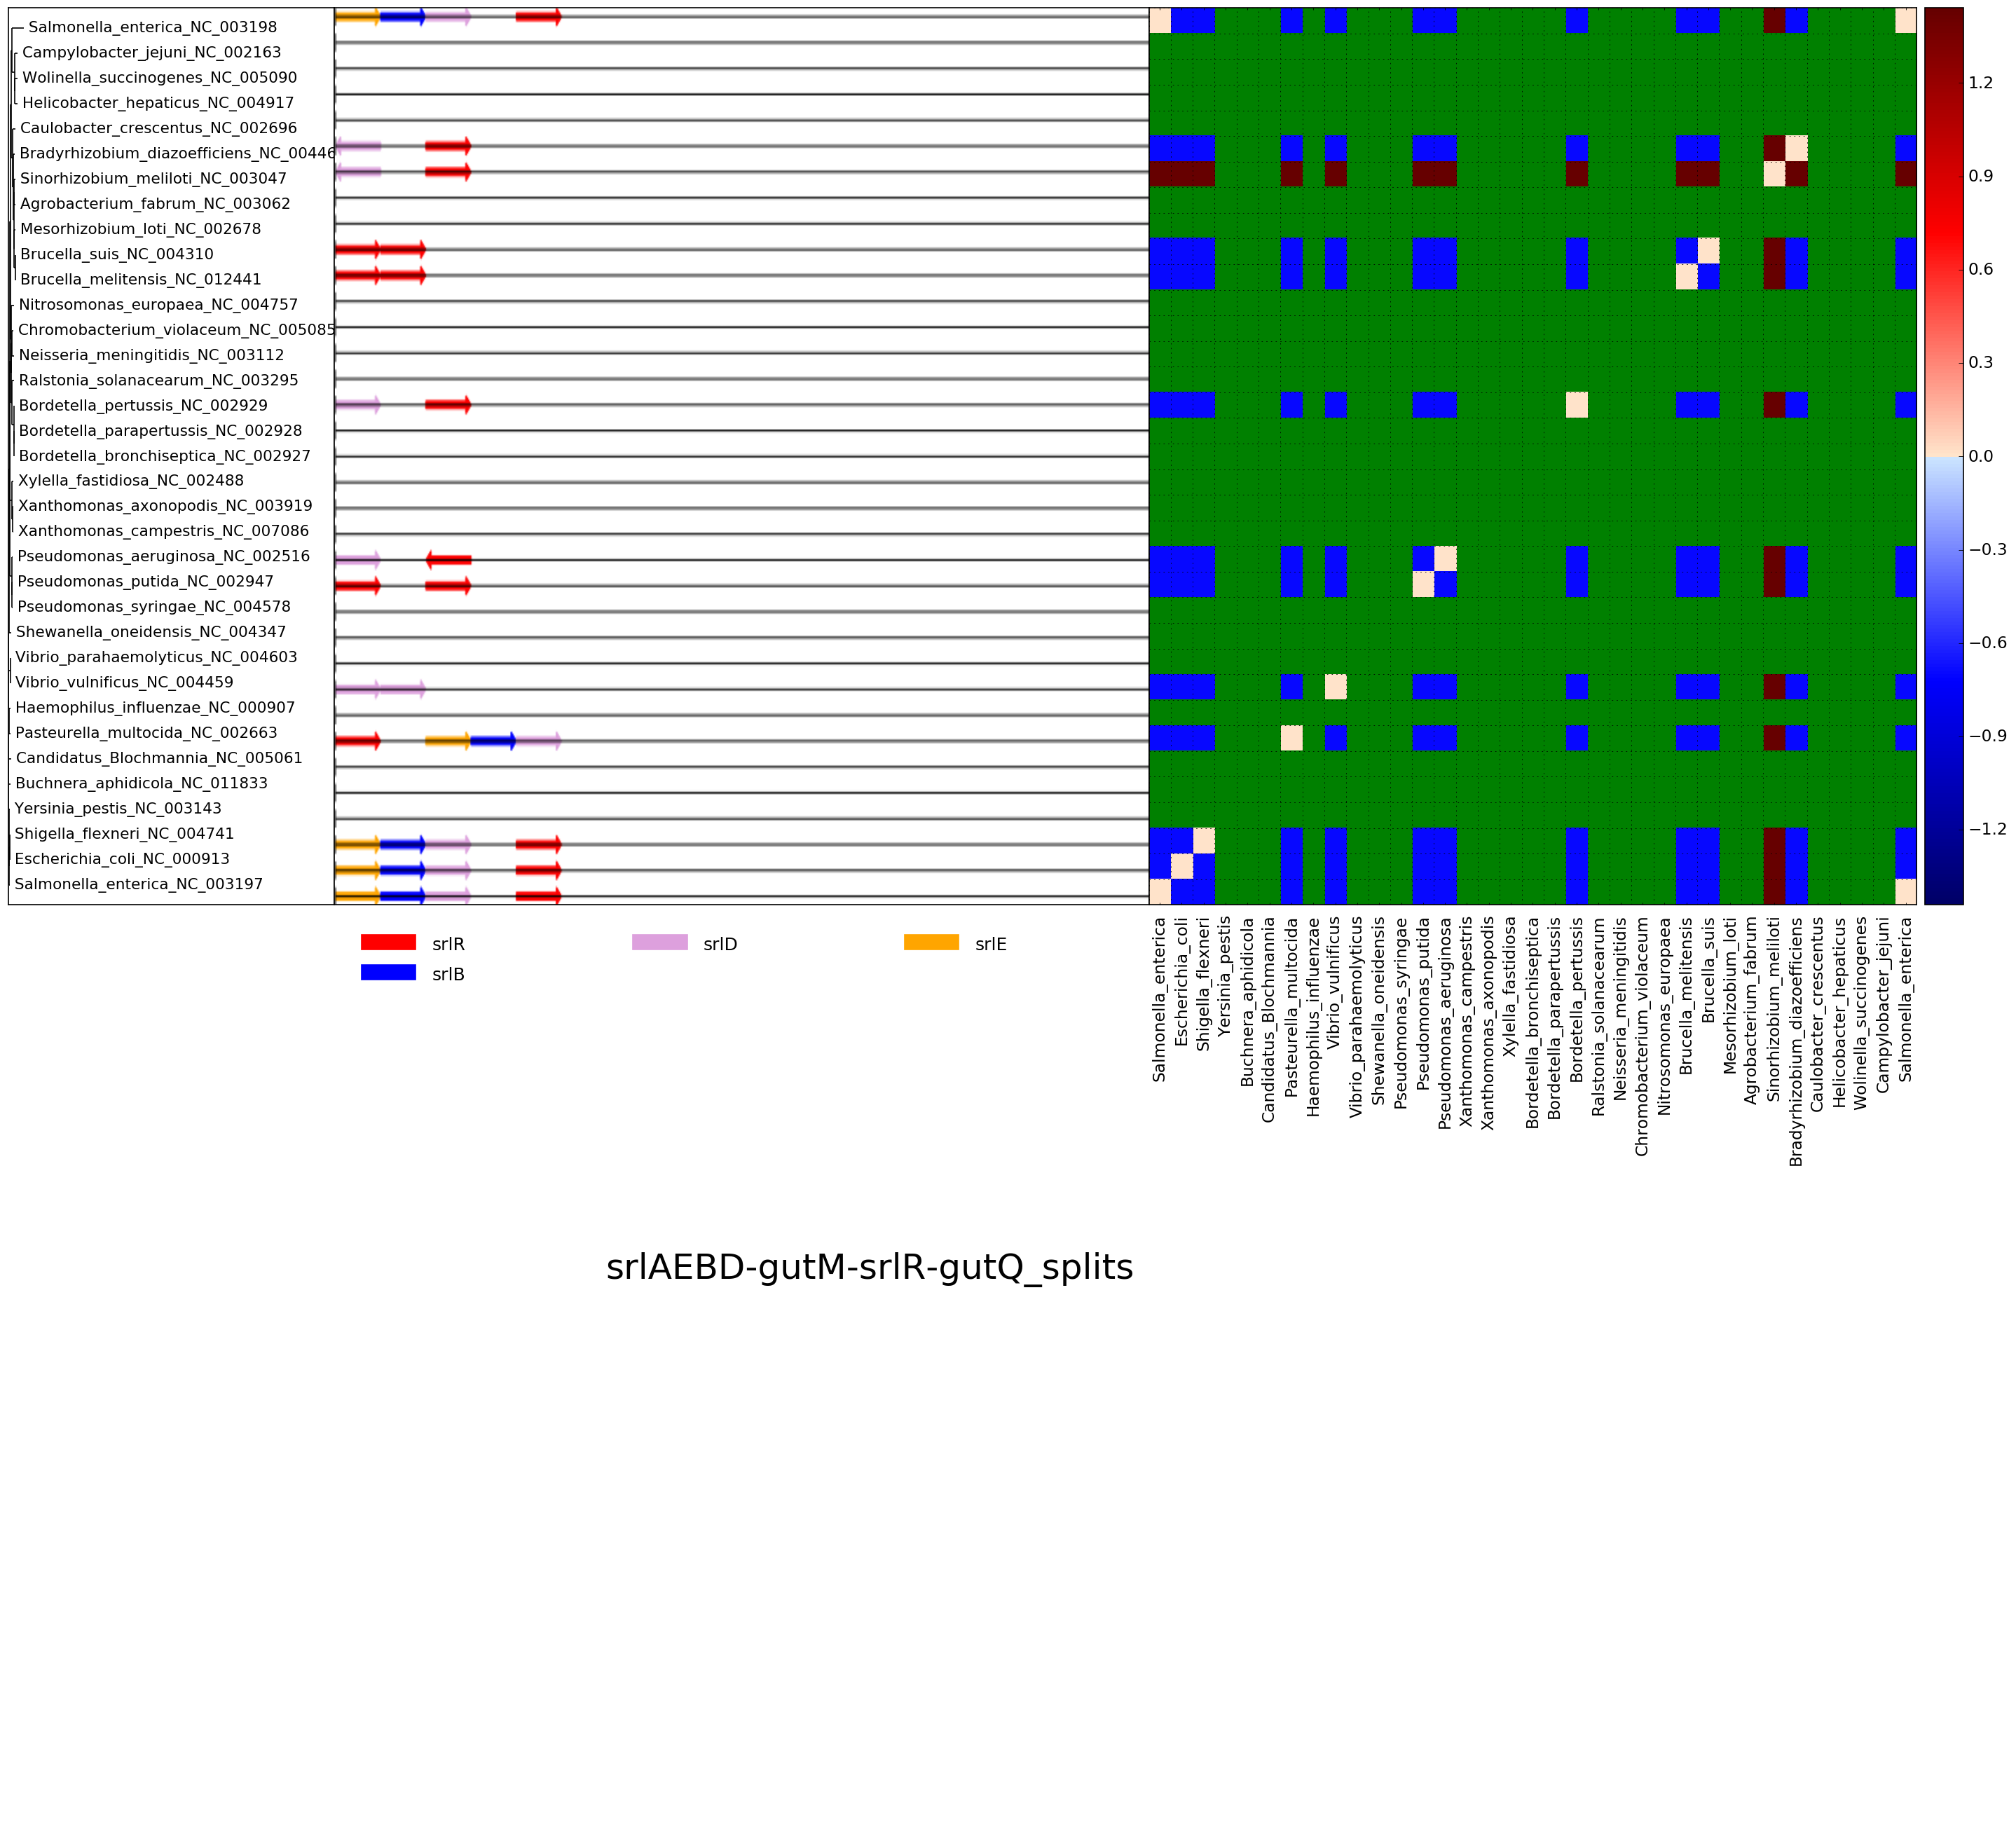 Salmonella_enterica_NC_003198
Campylobacter_jejuni_NC_002163
Wolinella_succinogenes_NC_005090
Helicobacter_hepaticus_NC_004917
Caulobacter_crescentus_NC_002696
Bradyrhizobium_diazoefficiens_NC_00446
Sinorhizobium_meliloti_NC_003047
Agrobacterium_fabrum_NC_003062
Mesorhizobium_loti_NC_002678
Brucella_suis_NC_004310
Brucella_melitensis_NC_012441
Nitrosomonas_europaea_NC_004757
Chromobacterium_violaceum_NC_005085
Neisseria_meningitidis_NC_003112
Ralstonia_solanacearum_NC_003295
Bordetella_pertussis_NC_002929
Bordetella_parapertussis_NC_002928
Bordetella_bronchiseptica_NC_002927
Xylella_fastidiosa_NC_002488
Xanthomonas_axonopodis_NC_003919
Xanthomonas_campestris_NC_007086
Pseudomonas_aeruginosa_NC_002516
Pseudomonas_putida_NC_002947
Pseudomonas_syringae_NC_004578
Shewanella_oneidensis_NC_004347
Vibrio_parahaemolyticus_NC_004603
Vibrio_vulnificus_NC_004459
Haemophilus_influenzae_NC_000907
Pasteurella_multocida_NC_002663
Candidatus_Blochmannia_NC_005061
Buchnera_aphidicola_NC_011833
Yersinia_pestis_NC_003143
Shigella_flexneri_NC_004741
Escherichia_coli_NC_000913
Salmonella_enterica_NC_003197
1.2
0.9
0.6
0.3
0.0
−0.3
−0.6
−0.9
−1.2
srlR
srlD
srlE
srlB
Salmonella_enterica
Escherichia_coli
Shigella_flexneri
Yersinia_pestis
Buchnera_aphidicola
Candidatus_Blochmannia
Pasteurella_multocida
Haemophilus_influenzae
Vibrio_vulnificus
Vibrio_parahaemolyticus
Shewanella_oneidensis
Pseudomonas_syringae
Pseudomonas_putida
Pseudomonas_aeruginosa
Xanthomonas_campestris
Xanthomonas_axonopodis
Xylella_fastidiosa
Bordetella_bronchiseptica
Bordetella_parapertussis
Bordetella_pertussis
Ralstonia_solanacearum
Neisseria_meningitidis
Chromobacterium_violaceum
Nitrosomonas_europaea
Brucella_melitensis
Brucella_suis
Mesorhizobium_loti
Agrobacterium_fabrum
Sinorhizobium_meliloti
Bradyrhizobium_diazoefficiens
Caulobacter_crescentus
Helicobacter_hepaticus
Wolinella_succinogenes
Campylobacter_jejuni
Salmonella_enterica
srlAEBD-gutM-srlR-gutQ_splits